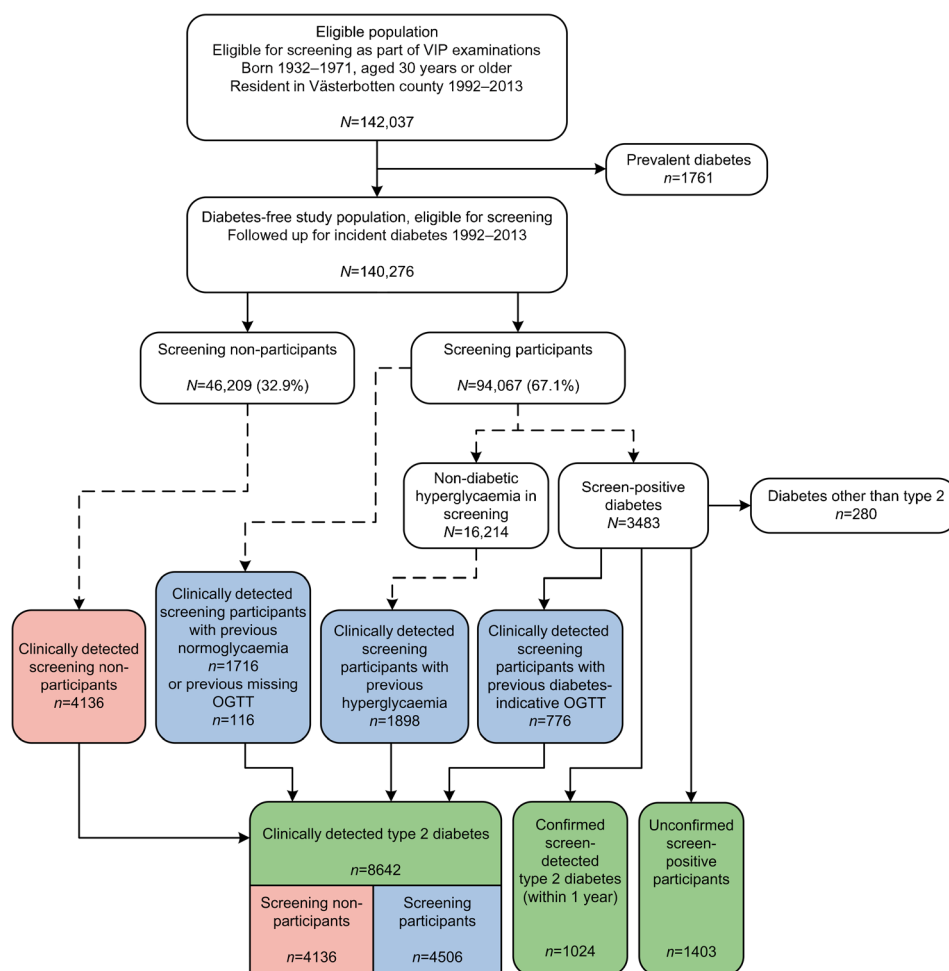 Eligible population
Eligible for screening as part of VIP examinations
Born 1932–1971, aged 30 years or older
Resident in Västerbotten county 1992–2013
N=142,037
Prevalent diabetes
n=1761
Diabetes-free study population, eligible for screening
Followed up for incident diabetes 1992–2013
N=140,276
Screening non-participants
N=46,209 (32.9%)
Screening participants
N=94,067 (67.1%)
Non-diabetic
hyperglycaemia in
screening
N=16,214
Screen-positive
diabetes
N=3483
Diabetes other than type 2
n=280
Clinically detected
screening non-
participants
n=4136
Clinically detected
screening participants
with previous
normoglycaemia
n=1716
or previous missing
OGTT
n=116
Clinically detected
screening
participants with
previous
hyperglycaemia
n=1898
Clinically detected
screening
participants with
previous diabetes-
indicative OGTT
n=776
Clinically detected type 2 diabetes
n=8642
Screening non-
participants
4136
Screening
participants
4506
Confirmed
screen-
detected
type 2 diabetes
(within 1 year)
n=1024
Unconfirmed
screen-
positive
participants
n=1403